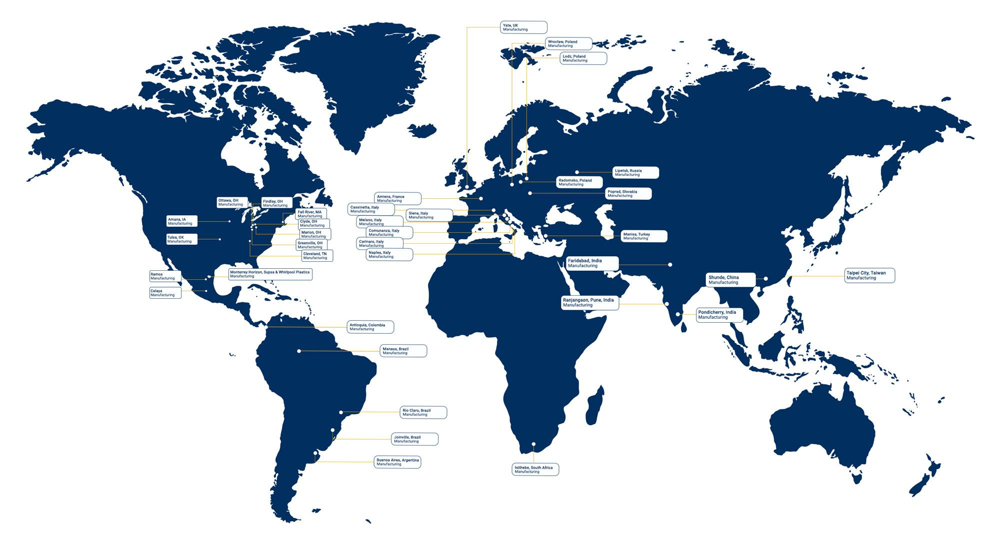 Yate, UK
Manufacturing
Wroclaw, Poland
Manufacturing
Lodz, Poland
Manufacturing
Lipetsk, Russia
Manufacturing
Radomsko, Poland
Manufacturing
Poprad, Slovakia
Manufacturing
Amiens, France
Manufacturing
Cassinetta, Italy
Manufacturing
Siena, Italy
Manufacturing
Melano, Italy
Manufacturing
Comunanza, Italy
Manufacturing
Carinaro, Italy
Manufacturing
Naples, Italy
Manufacturing
Manisa, Turkey
Manufacturing
Ottawa, OH
Manufacturing
Findlay, OH
Manufacturing
Fall River, MA
Manufacturing
Clyde, OH
Manufacturing
Marion, OH
Manufacturing
Greenville, OH
Manufacturing
Cleveland, TN
Manufacturing
Amana, IA
Manufacturing
Tulsa, OK
Manufacturing
Ramos
Manufacturing
Monterrey Horizon, Supsa & Whirlpool Plastics
Manufacturing
Celaya
Manufacturing
Faridabad, India
Manufacturing
Shunde, China
Manufacturing
Taipei City, Taiwan
Manufacturing
Ranjangaon, Pune, India
Manufacturing
Pondicherry, India
Manufacturing
Antioquia, Colombia
Manufacturing
Manaus, Brazil
Manufacturing
Rio Claro, Brazil
Manufacturing
Joinville, Brazil
Manufacturing
Buenos Aires, Argentina
Manufacturing
Isithebe, South Africa
Manufacturing